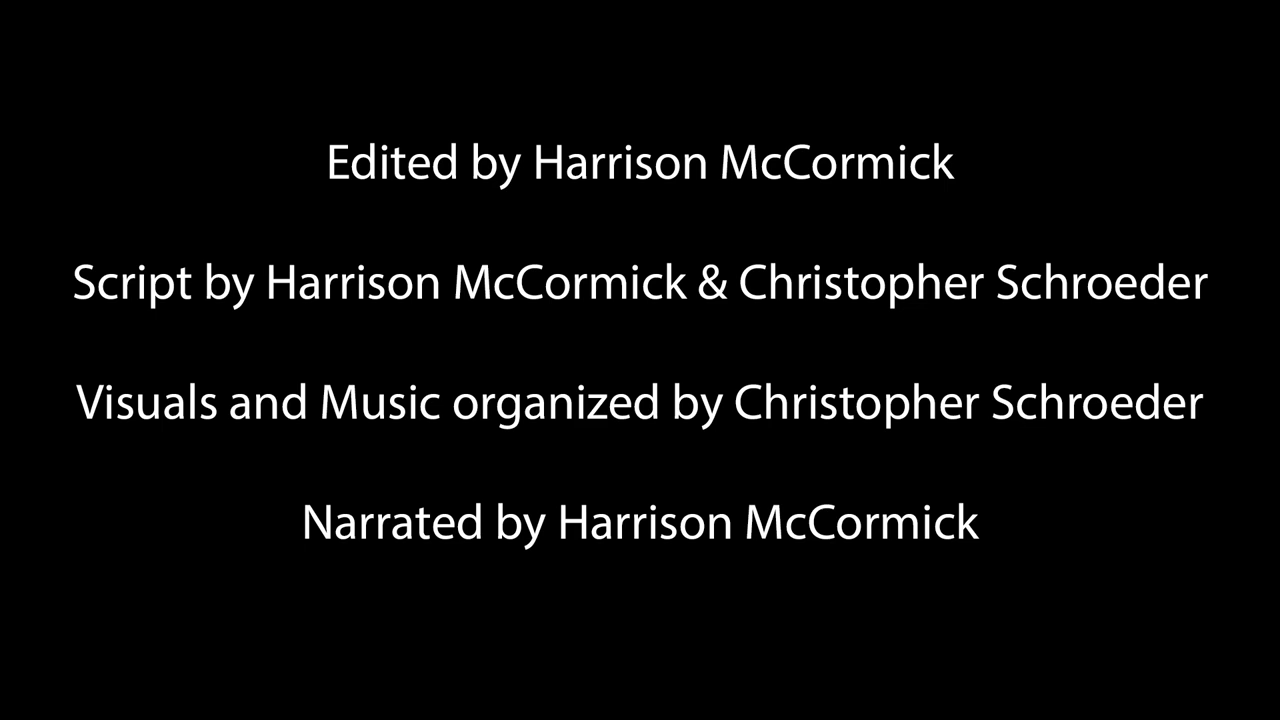 Edited by Harrison McCormick
Script by Harrison McCormick & Christopher Schroeder
Visuals and Music organized by Christopher Schroeder
Narrated by Harrison McCormick